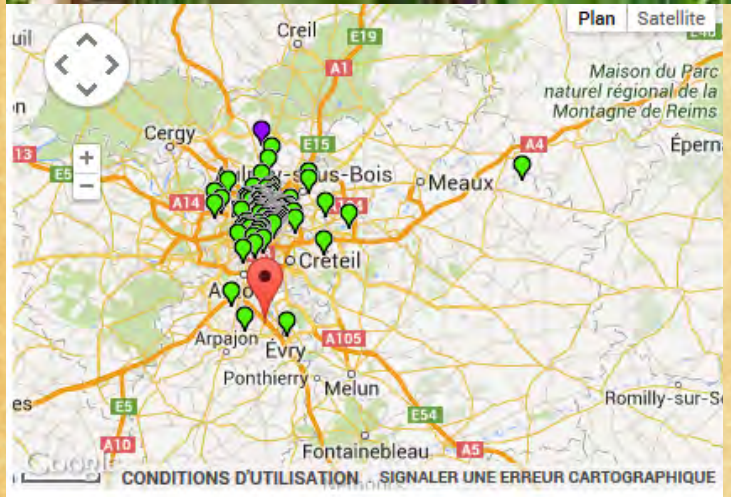 Plan Satellite
Creil
E19
A1
Maison du Parc
naturel régional de la
Montagne de Reims
Cergy
E15
A4
13
E5
sous-Bois
Meaux
A14
Créteil
Arpajon
Évry
A105
Ponthierry
Melun
Romilly-sur-S
es
E5
E54
A10
Fontainebleau
A5
Google
CONDITIONS D'UTILISATION SIGNALER UNE ERREUR CARTOGRAPHIQUE